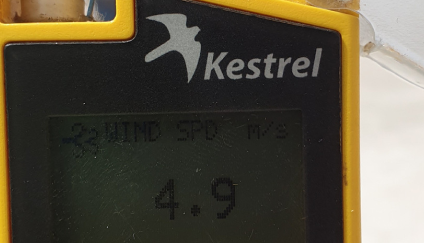 Kestrel
WIND SPD m/s
4.9